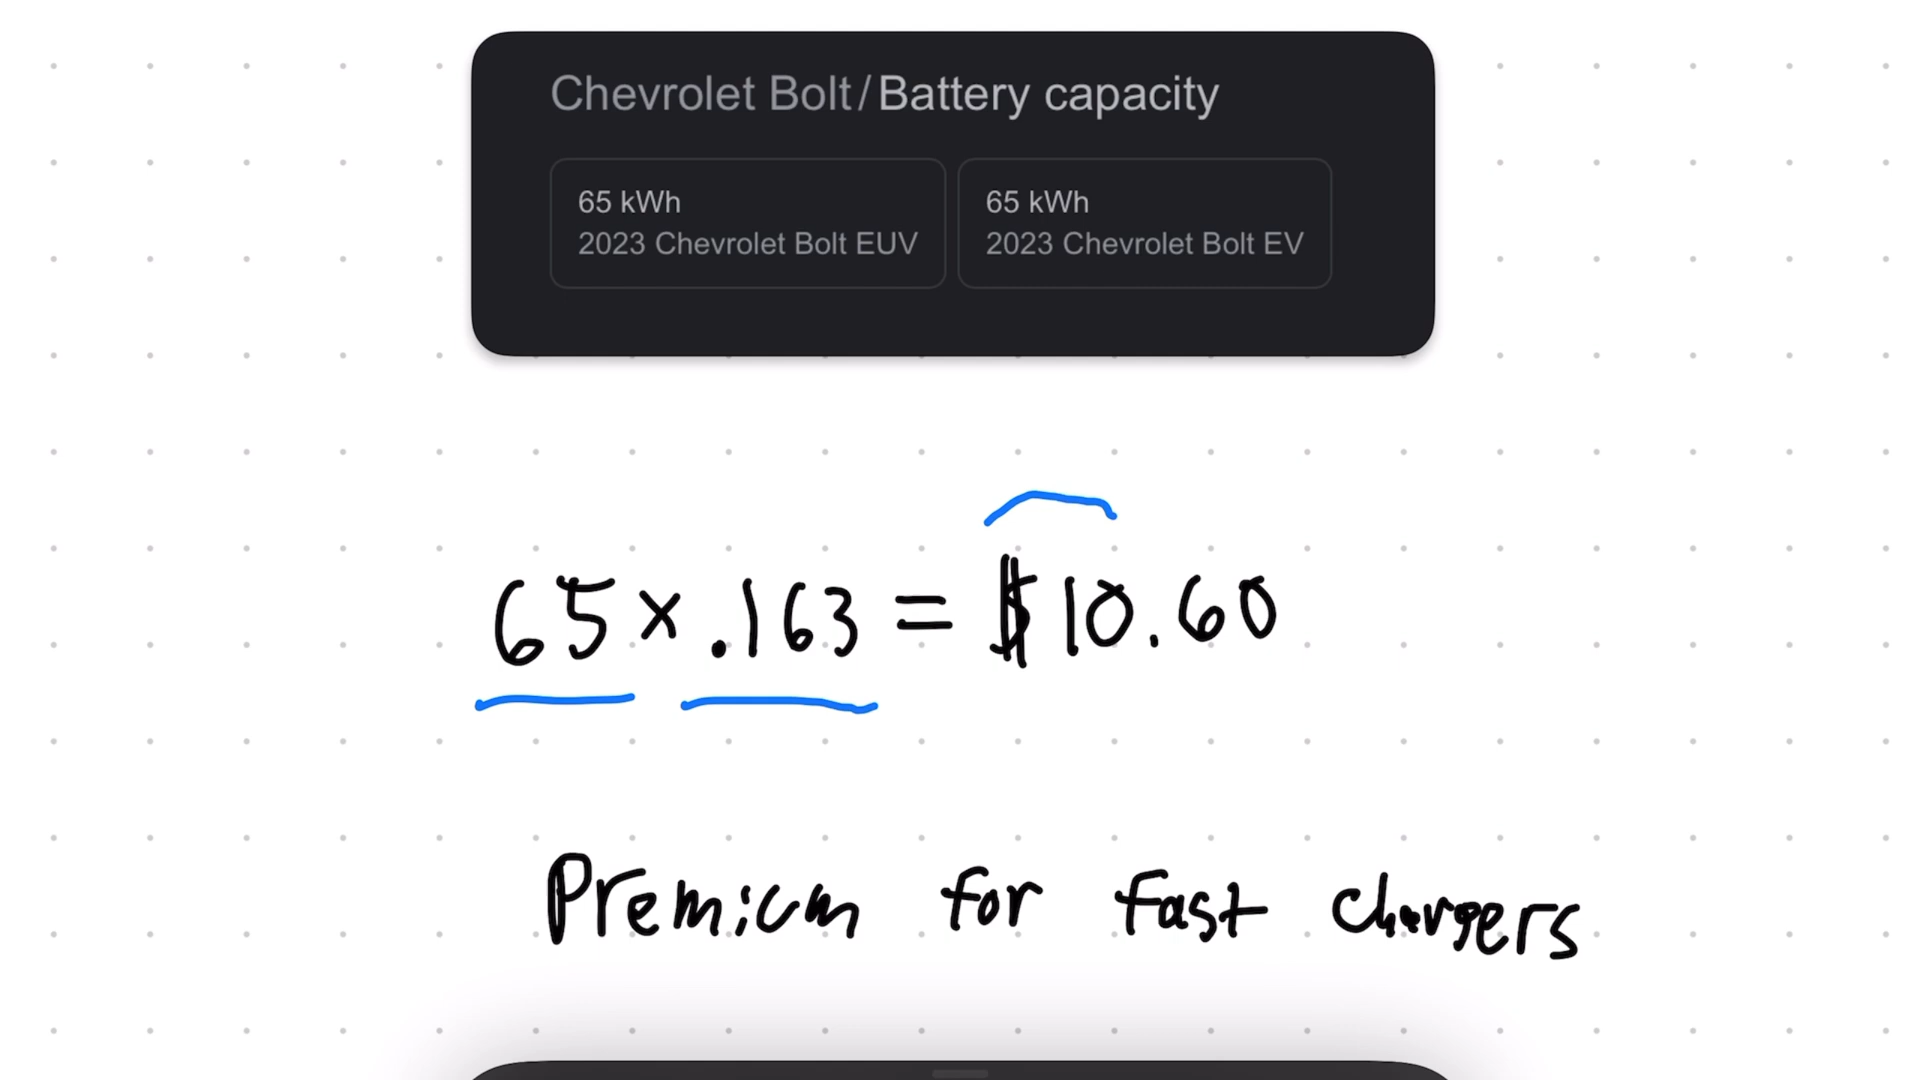 Chevrolet Bolt/Battery capacity
65 kWh
2023 Chevrolet Bolt EUV
65 kWh
2023 Chevrolet Bolt EV
65 x .163 = $10.60
Premium for fast chargers